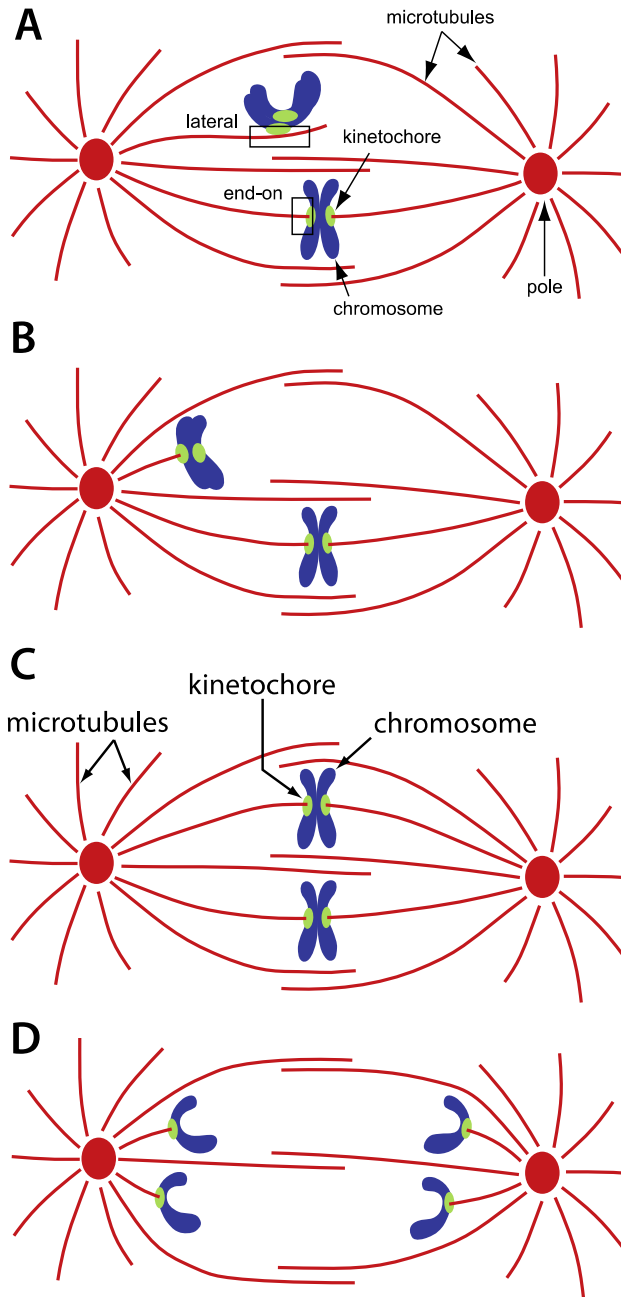 A
microtubules
lateral
kinetochore
end-on
chromosome
pole
B
C
kinetochore
microtubules
chromosome
D